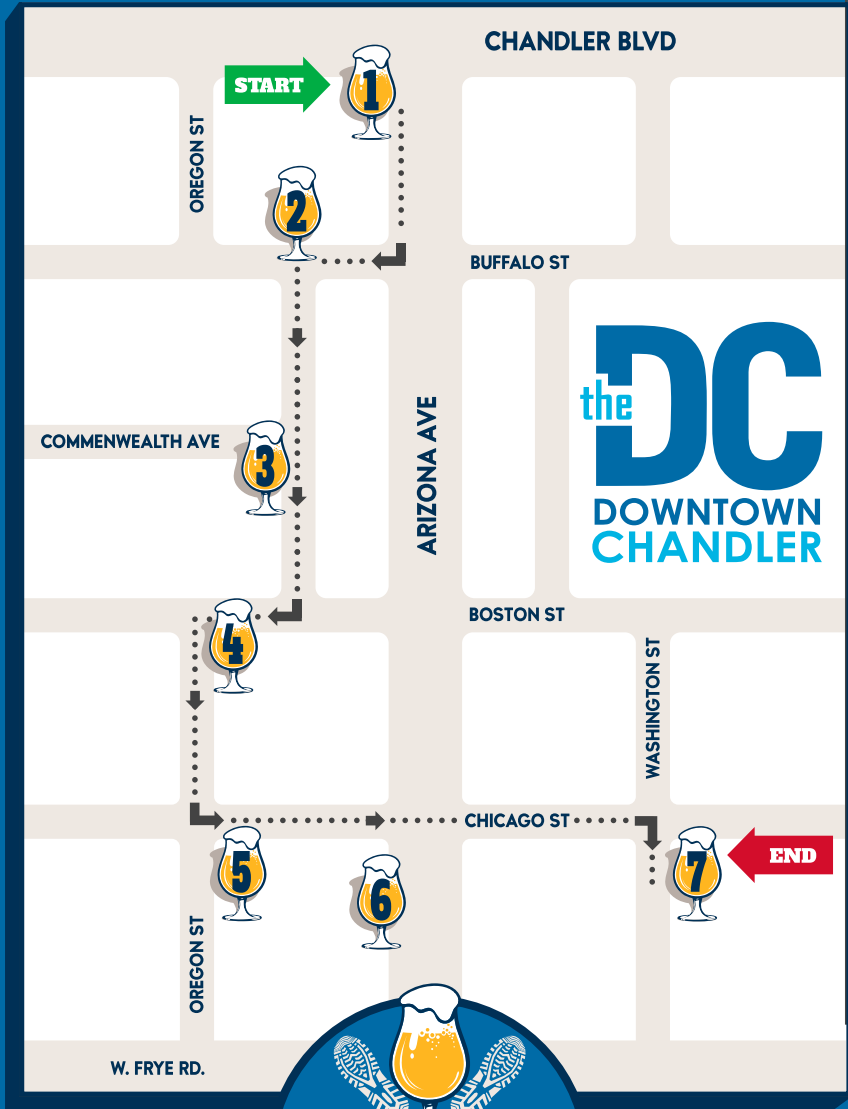 CHANDLER BLVD
START
1
OREGON ST
2
BUFFALO ST
the
DC
DOWNTOWN
CHANDLER
ARIZONA AVE
COMMENWEALTH AVE
3
4
BOSTON ST
WASHINGTON ST
CHICAGO ST
5
6
7
END
OREGON ST
W. FRYE RD.